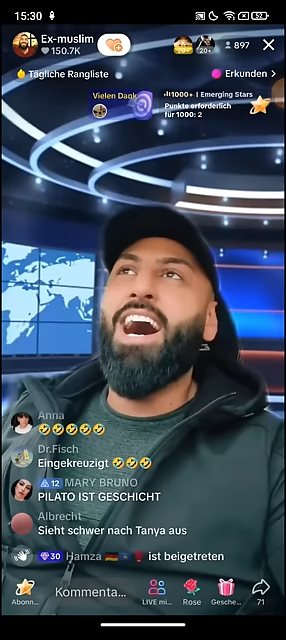 15:30
52
Ex-muslim
150.7K
20+
897
Tägliche Rangliste
Erkunden
Vielen Dank
1000+ | Emerging Stars
Punkte erforderlich
für 1000: 2
Anna
🤣🤣🤣🤣🤣
Dr.Fisch
Eingekreuzigt 🤣🤣🤣
12 MARY BRUNO
PILATO IST GESCHICHT
Albrecht
Sieht schwer nach Tanya aus
30 Hamza 🇩🇪 🌹 ist beigetreten
Abonn...
Kommenta...
LIVE mi...
Rose
Gesche...
71